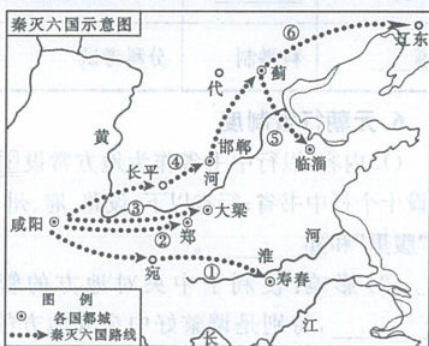 秦灭六国示意图
⑥
辽东
代
蓟
⑤
黄
邯郸
临淄
④
长平
河
③
大梁
咸阳
②
郑
河
宛
①
淮
寿春
图 例
各国都城
秦灭六国路线
长
江